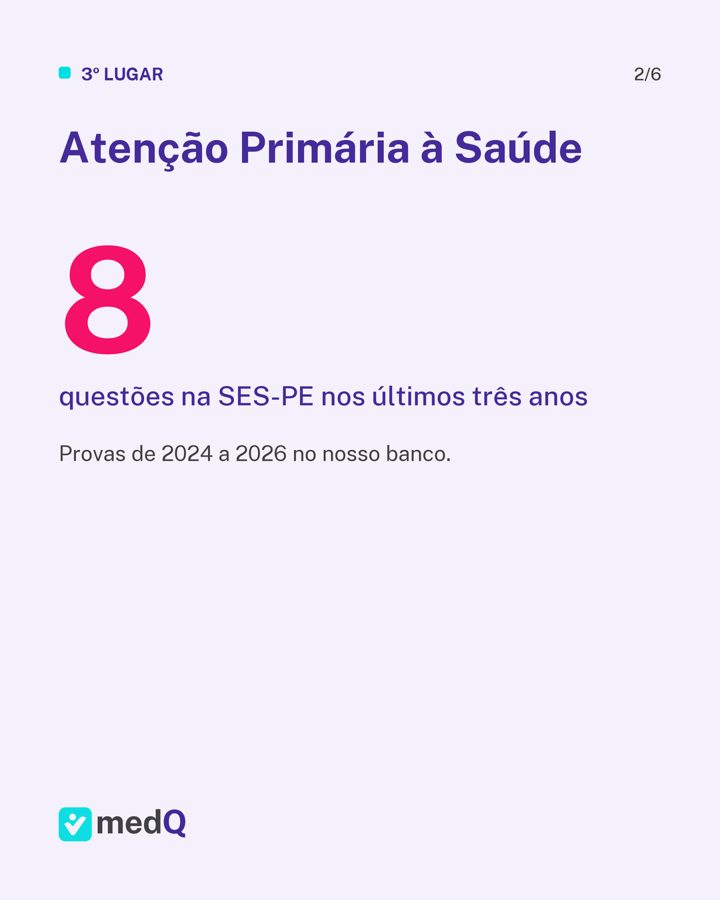 3º LUGAR
2/6
Atenção Primária à Saúde
8
questões na SES-PE nos últimos três anos
Provas de 2024 a 2026 no nosso banco.
medQ